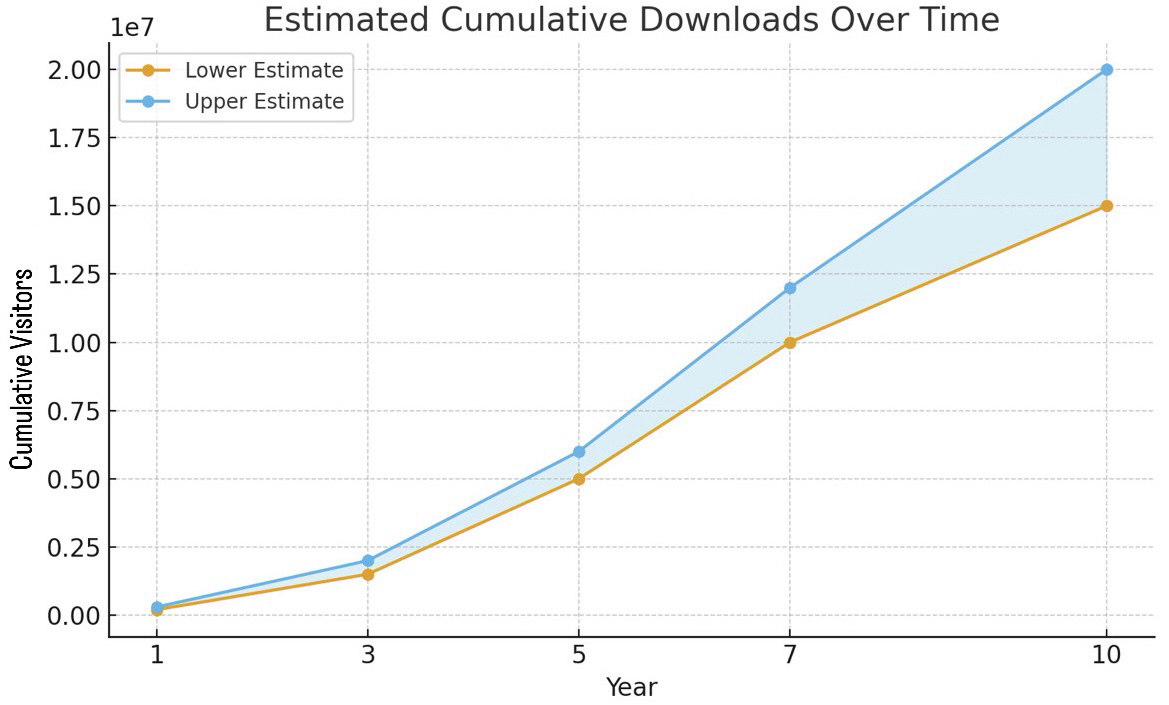 Estimated Cumulative Downloads Over Time
1e7
Lower Estimate
Upper Estimate
2.00
1.75
1.50
1.25
1.00
0.75
0.50
0.25
0.00
Cumulative Visitors
1 3 5 7 10
Year